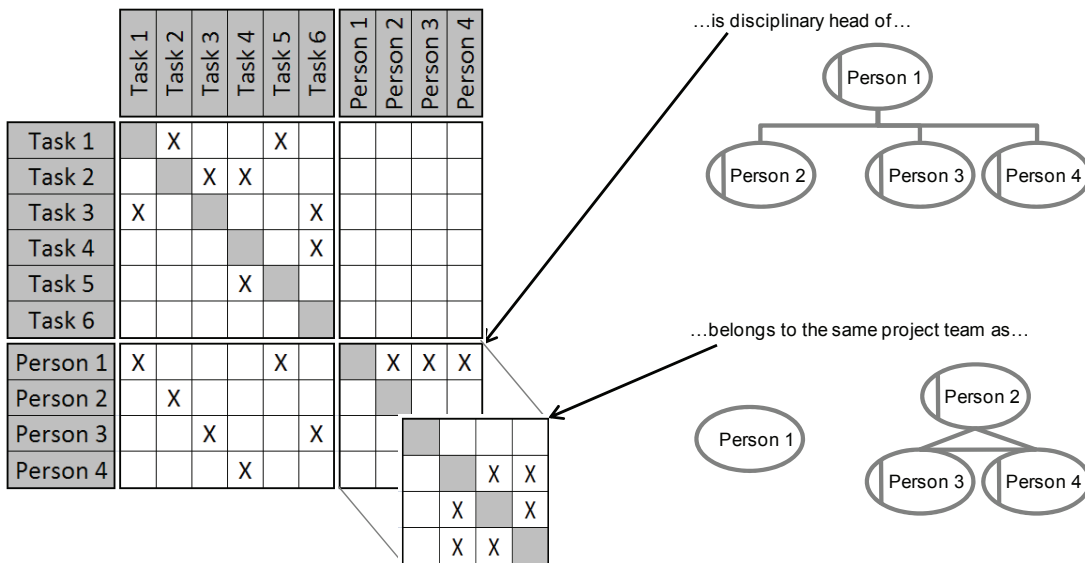 …is disciplinary head of…
Task 1 Task 2 Task 3 Task 4 Task 5 Task 6 Person 1 Person 2 Person 3 Person 4
Person 1
Task 1 X X
Person 2 Person 3 Person 4
Task 2 X X
Task 3 X X
Task 4 X
Task 5 X
Task 6
…belongs to the same project team as…
Person 1 X X X X X
Person 2 X
Person 2
Person 3 X X
Person 1
Person 4 X
X X
Person 3 Person 4
X X
X X